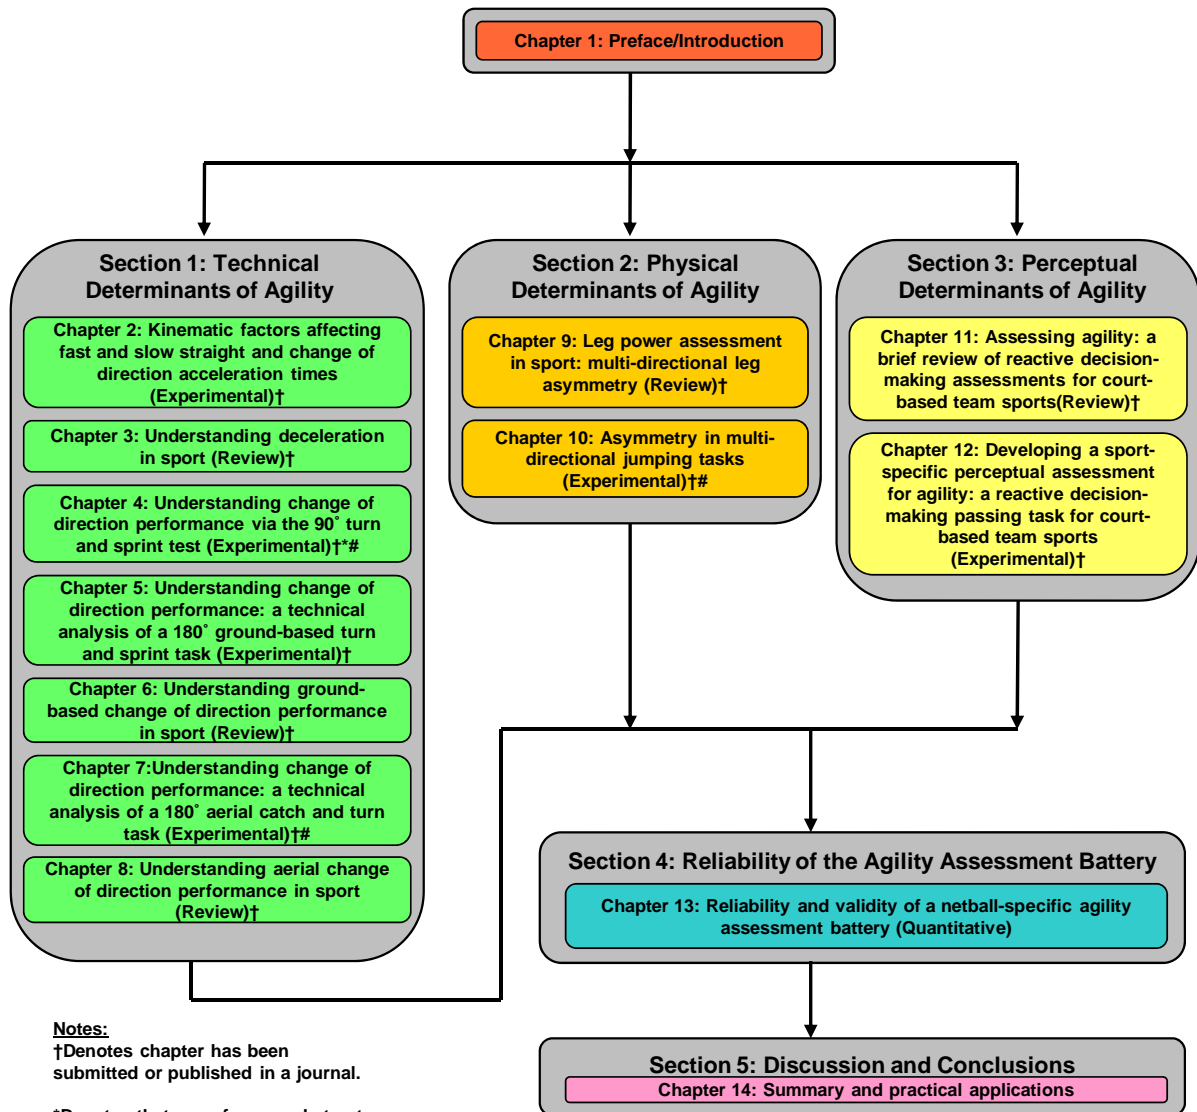 Chapter 1: Preface/Introduction
Section 1: Technical
Determinants of Agility
Chapter 2: Kinematic factors affecting
fast and slow straight and change of
direction acceleration times
(Experimental)†
Chapter 3: Understanding deceleration
in sport (Review)†
Chapter 4: Understanding change of
direction performance via the 90˚ turn
and sprint test (Experimental)†*#
Chapter 5: Understanding change of
direction performance: a technical
analysis of a 180˚ ground-based turn
and sprint task (Experimental)†
Chapter 6: Understanding ground-
based change of direction performance
in sport (Review)†
Chapter 7:Understanding change of
direction performance: a technical
analysis of a 180˚ aerial catch and turn
task (Experimental)†#
Chapter 8: Understanding aerial change
of direction performance in sport
(Review)†
Section 2: Physical
Determinants of Agility
Chapter 9: Leg power assessment
in sport: multi-directional leg
asymmetry (Review)†
Chapter 10: Asymmetry in multi-
directional jumping tasks
(Experimental)†#
Section 3: Perceptual
Determinants of Agility
Chapter 11: Assessing agility: a
brief review of reactive decision-
making assessments for court-
based team sports(Review)†
Chapter 12: Developing a sport-
specific perceptual assessment
for agility: a reactive decision-
making passing task for court-
based team sports
(Experimental)†
Section 4: Reliability of the Agility Assessment Battery
Chapter 13: Reliability and validity of a netball-specific agility
assessment battery (Quantitative)
Section 5: Discussion and Conclusions
Chapter 14: Summary and practical applications
Notes:
†Denotes chapter has been
submitted or published in a journal.